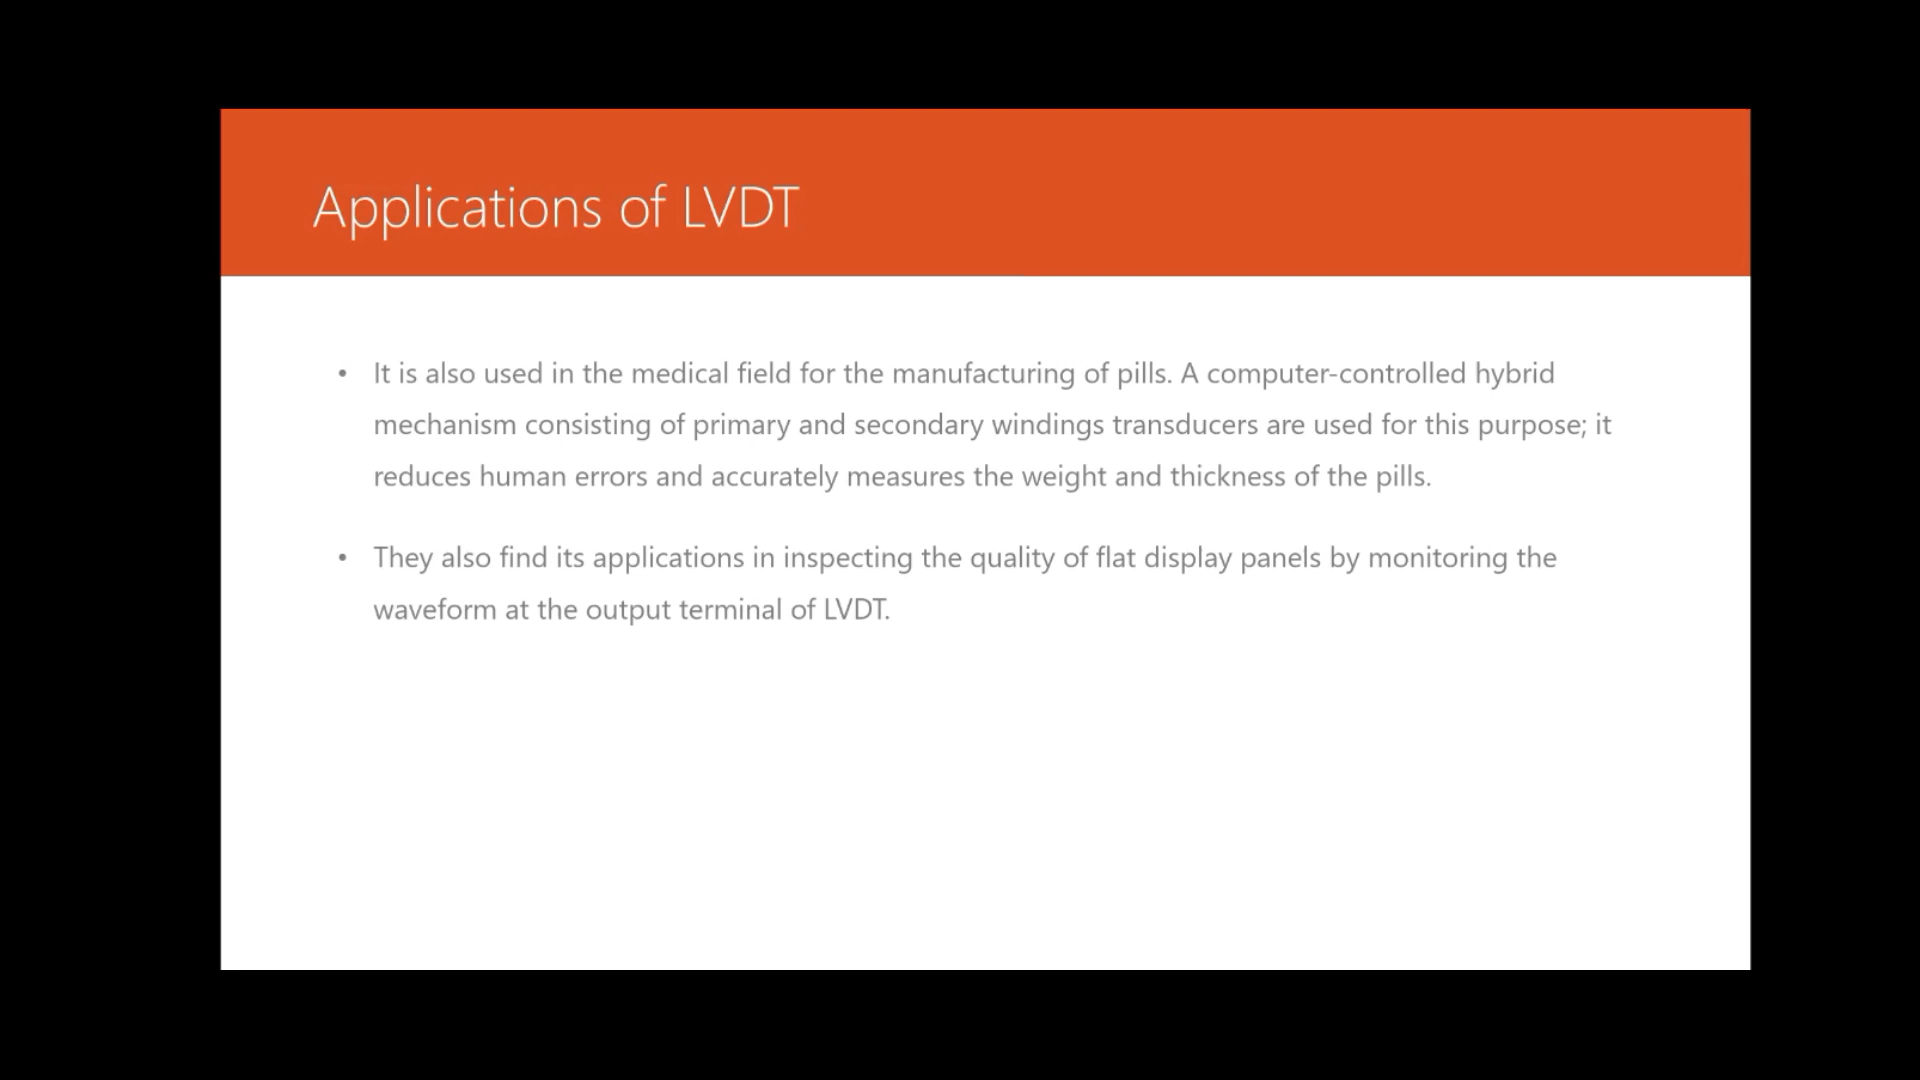 Applications of LVDT
• It is also used in the medical field for the manufacturing of pills. A computer-controlled hybrid
mechanism consisting of primary and secondary windings transducers are used for this purpose; it
reduces human errors and accurately measures the weight and thickness of the pills.
• They also find its applications in inspecting the quality of flat display panels by monitoring the
waveform at the output terminal of LVDT.